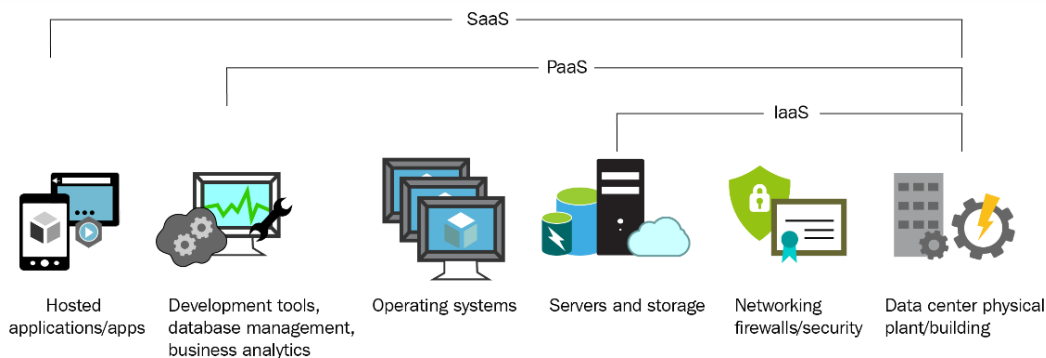 SaaS
PaaS
IaaS
Hosted
applications/apps
Development tools,
database management,
business analytics
Operating systems
Servers and storage
Networking
firewalls/security
Data center physical
plant/building